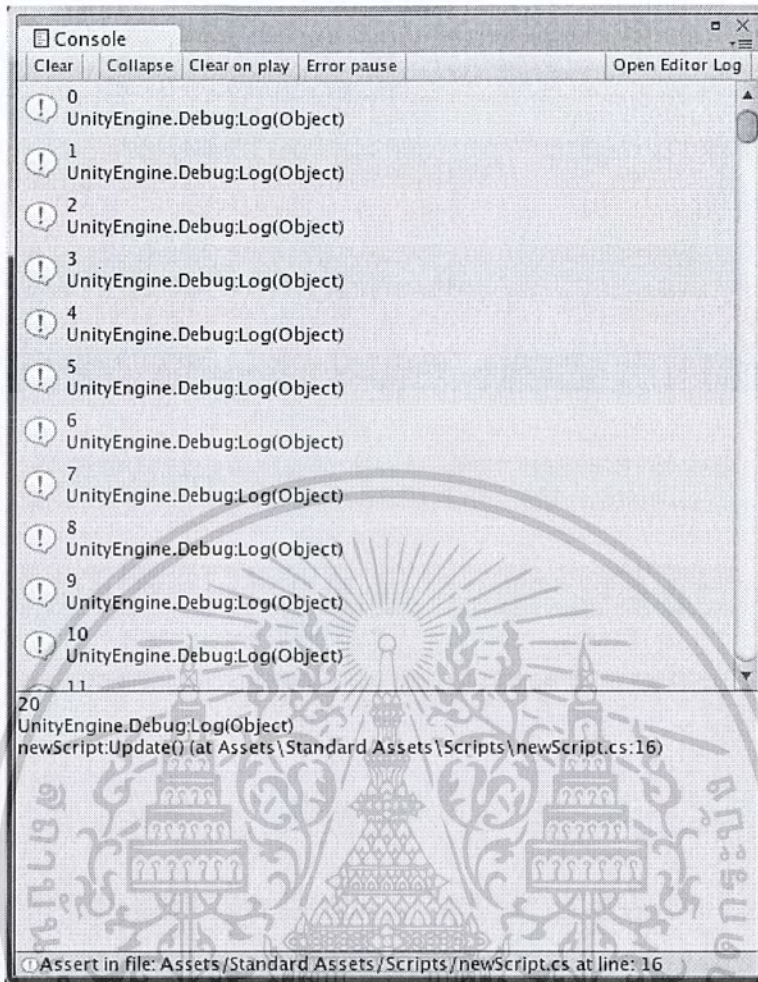 Console
Clear Collapse Clear on play Error pause Open Editor Log
0
UnityEngine.Debug:Log(Object)
1
UnityEngine.Debug:Log(Object)
2
UnityEngine.Debug:Log(Object)
3
UnityEngine.Debug:Log(Object)
4
UnityEngine.Debug:Log(Object)
5
UnityEngine.Debug:Log(Object)
6
UnityEngine.Debug:Log(Object)
7
UnityEngine.Debug:Log(Object)
8
UnityEngine.Debug:Log(Object)
9
UnityEngine.Debug:Log(Object)
10
UnityEngine.Debug:Log(Object)
11
20
UnityEngine.Debug:Log(Object)
newScript:Update() (at Assets\Standard Assets\Scripts\newScript.cs:16)
Assert in file: Assets/Standard Assets/Scripts/newScript.cs at line: 16